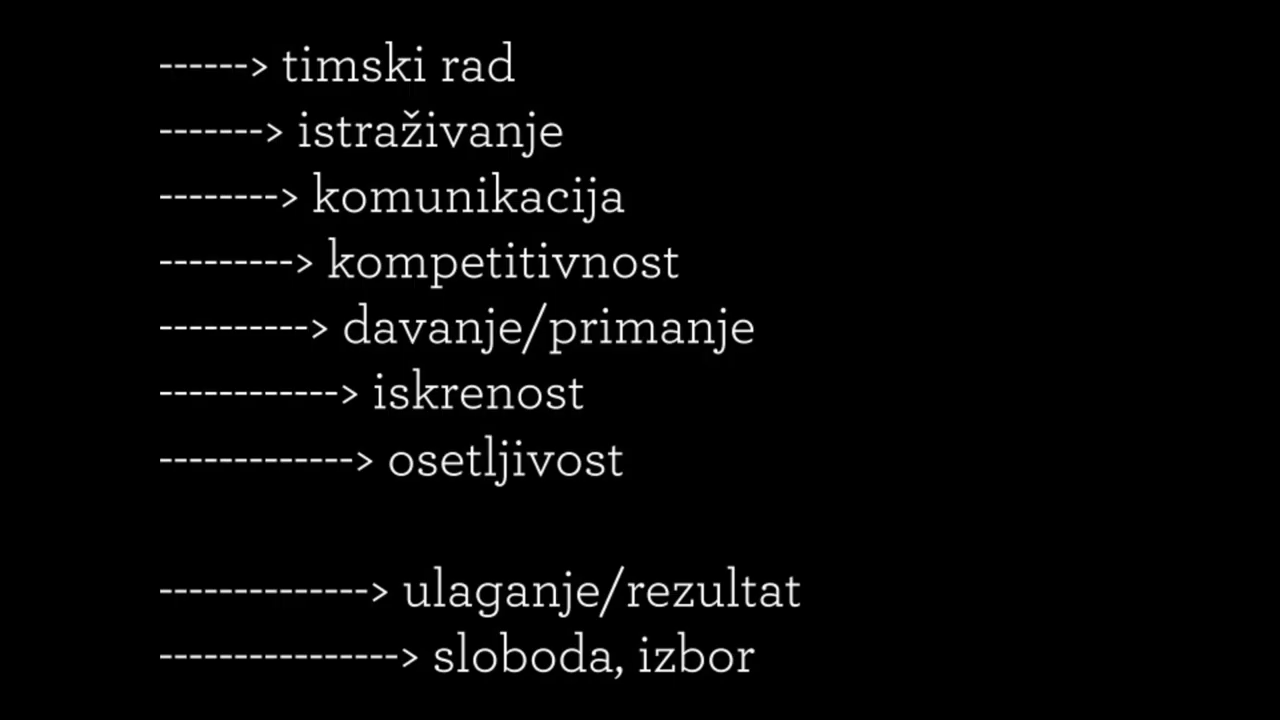 ------> timski rad
-------> istraživanje
--------> komunikacija
---------> kompetitivnost
----------> davanje/primanje
------------> iskrenost
-------------> osetljivost
--------------> ulaganje/rezultat
----------------> sloboda, izbor